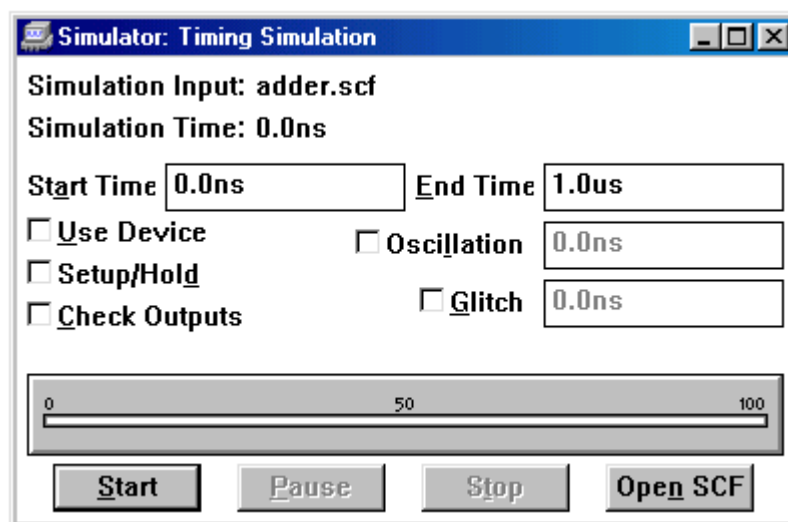 Simulator: Timing Simulation
Simulation Input: adder.scf
Simulation Time: 0.0ns
Start Time 0.0ns End Time 1.0us
Use Device
Oscillation 0.0ns
Setup/Hold
Glitch 0.0ns
Check Outputs
0 50 100
Start Pause Stop Open SCF